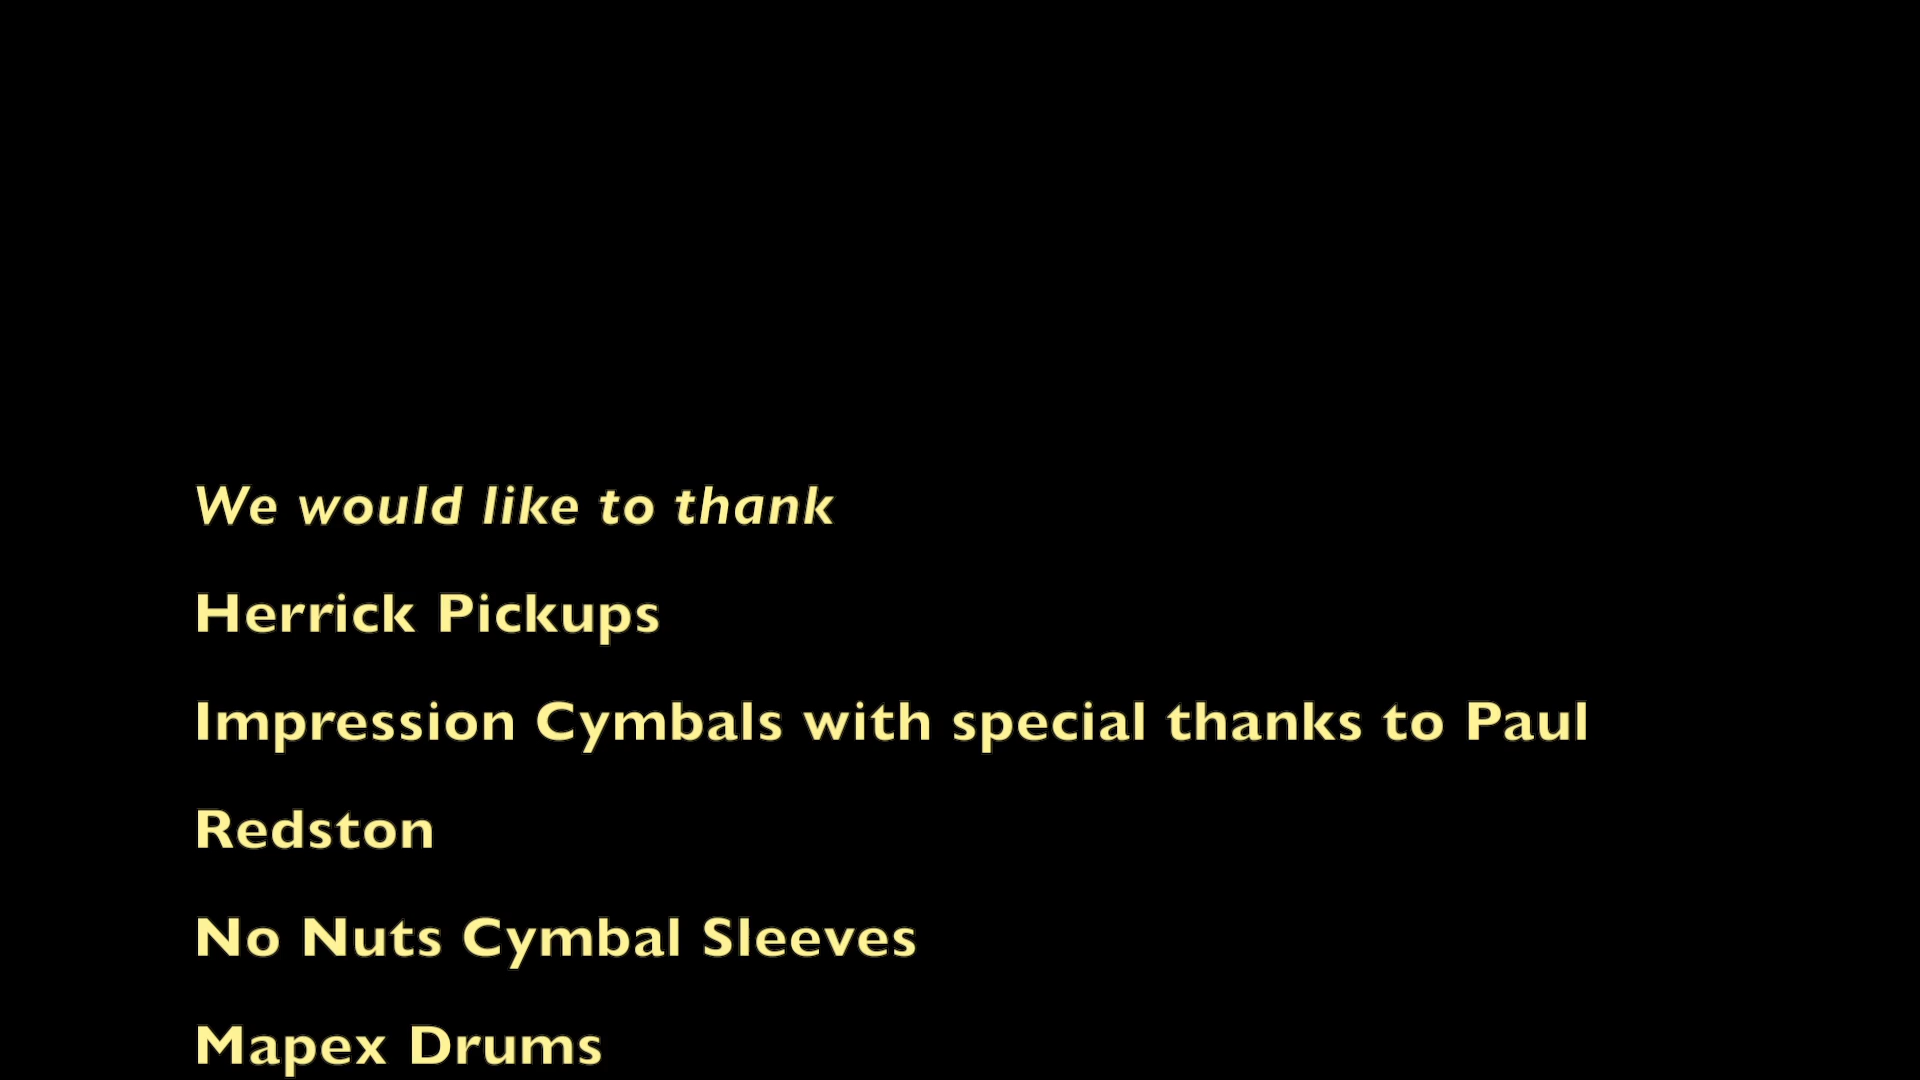 We would like to thank
Herrick Pickups
Impression Cymbals with special thanks to Paul
Redston
No Nuts Cymbal Sleeves
Mapex Drums